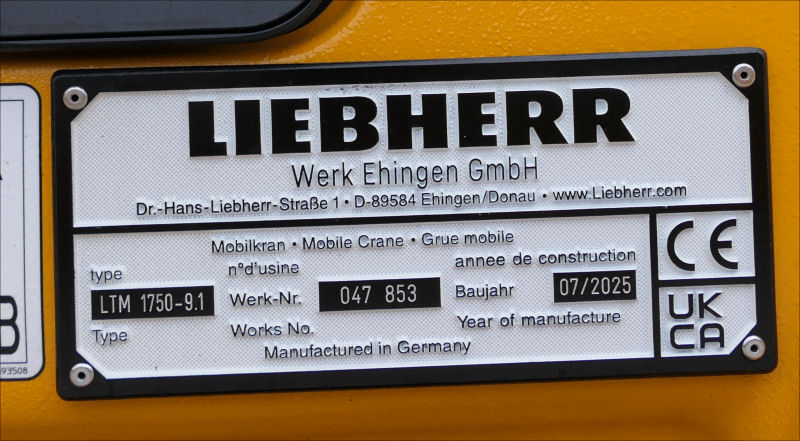 LIEBHERR
Werk Ehingen GmbH
Dr.-Hans-Liebherr-Straße 1 • D-89584 Ehingen/Donau • www.Liebherr.com
Mobilkran • Mobile Crane • Grue mobile
type n°d'usine annee de construction
LTM 1750-9.1 Werk-Nr. 047 853 Baujahr 07/2025
Type Works No. Year of manufacture
Manufactured in Germany
CE
UK
CA
B
93508